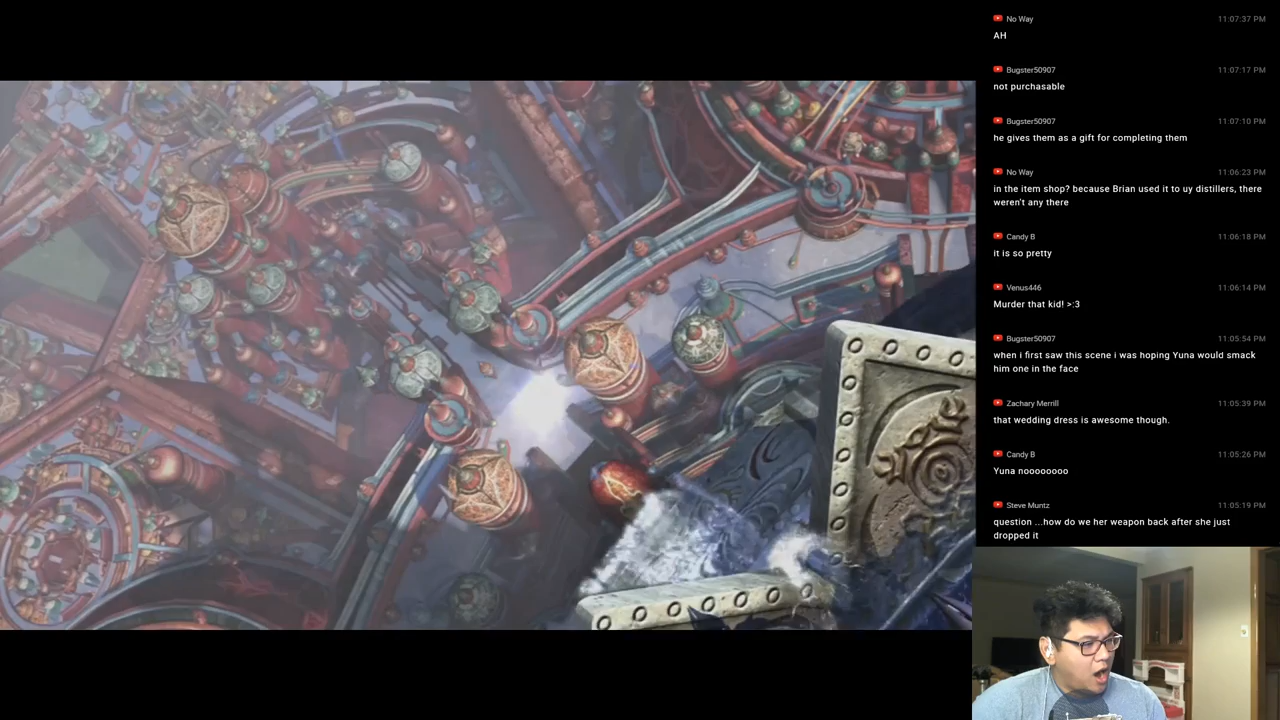 No Way 11:07:37 PM
AH
Bugster50907 11:07:17 PM
not purchasable
Bugster50907 11:07:10 PM
he gives them as a gift for completing them
No Way 11:06:23 PM
in the item shop? because Brian used it to uy distillers, there
weren't any there
Candy B 11:06:18 PM
it is so pretty
Venus446 11:06:14 PM
Murder that kid! >:3
Bugster50907 11:05:54 PM
when i first saw this scene i was hoping Yuna would smack
him one in the face
Zachary Merrill 11:05:39 PM
that wedding dress is awesome though.
Candy B 11:05:26 PM
Yuna noooooooo
Steve Muntz 11:05:19 PM
question ...how do we her weapon back after she just
dropped it